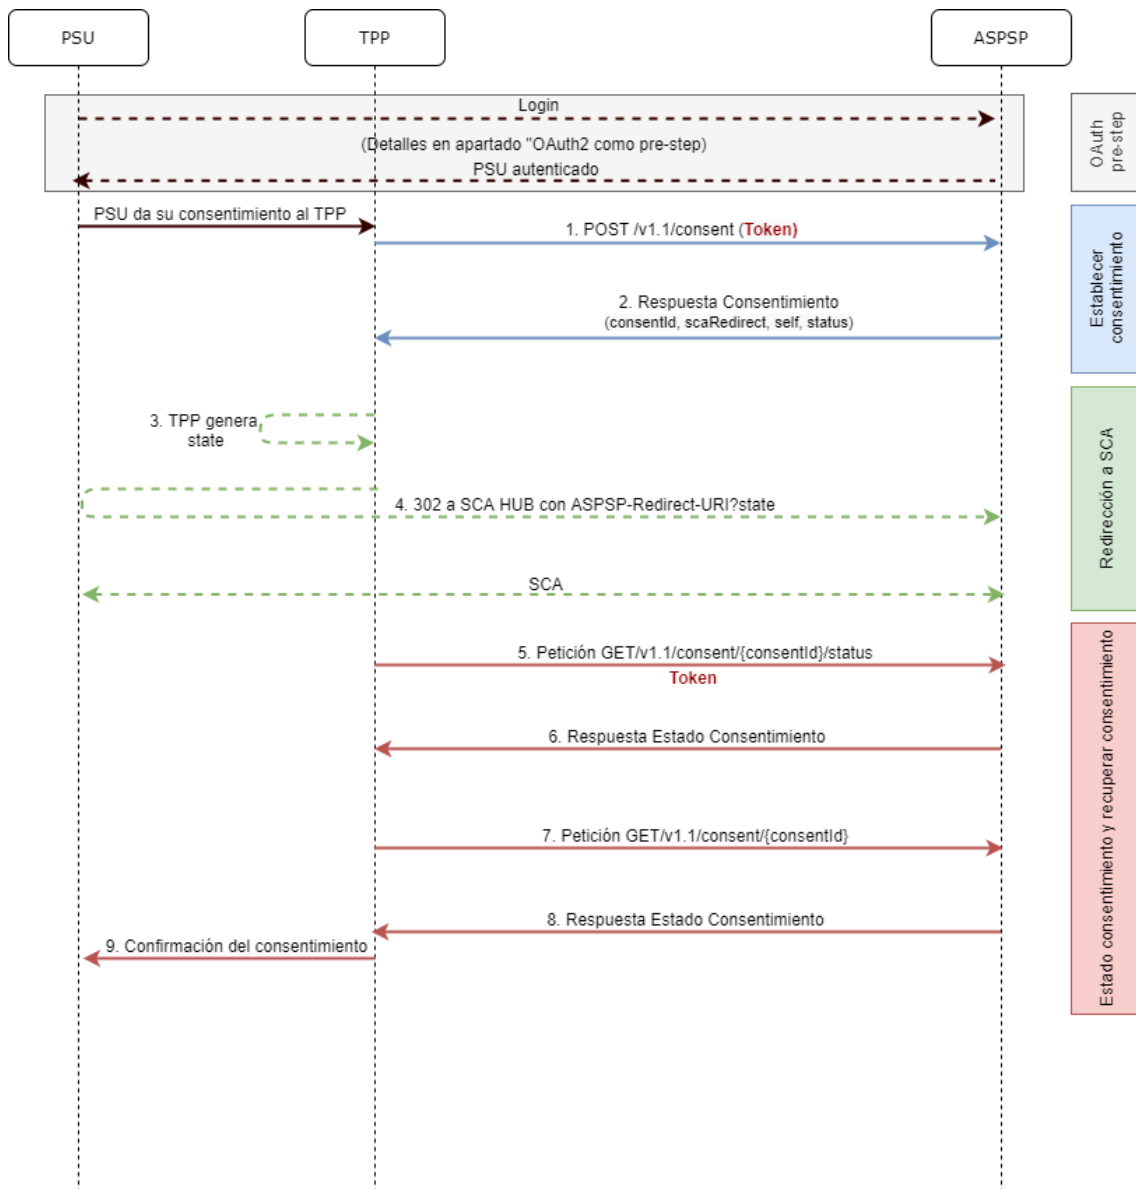 PSU
TPP
ASPSP
Login
(Detalles en apartado "OAuth2 como pre-step)
PSU autenticado
OAuth
pre-step
PSU da su consentimiento al TPP
1. POST /v1.1/consent (Token)
2. Respuesta Consentimiento
(consentId, scaRedirect, self, status)
Establecer
consentimiento
3. TPP genera
state
4. 302 a SCA HUB con ASPSP-Redirect-URI?state
SCA
Redirección a SCA
5. Petición GET/v1.1/consent/{consentId}/status
Token
6. Respuesta Estado Consentimiento
7. Petición GET/v1.1/consent/{consentId}
8. Respuesta Estado Consentimiento
9. Confirmación del consentimiento
Estado consentimiento y recuperar consentimiento